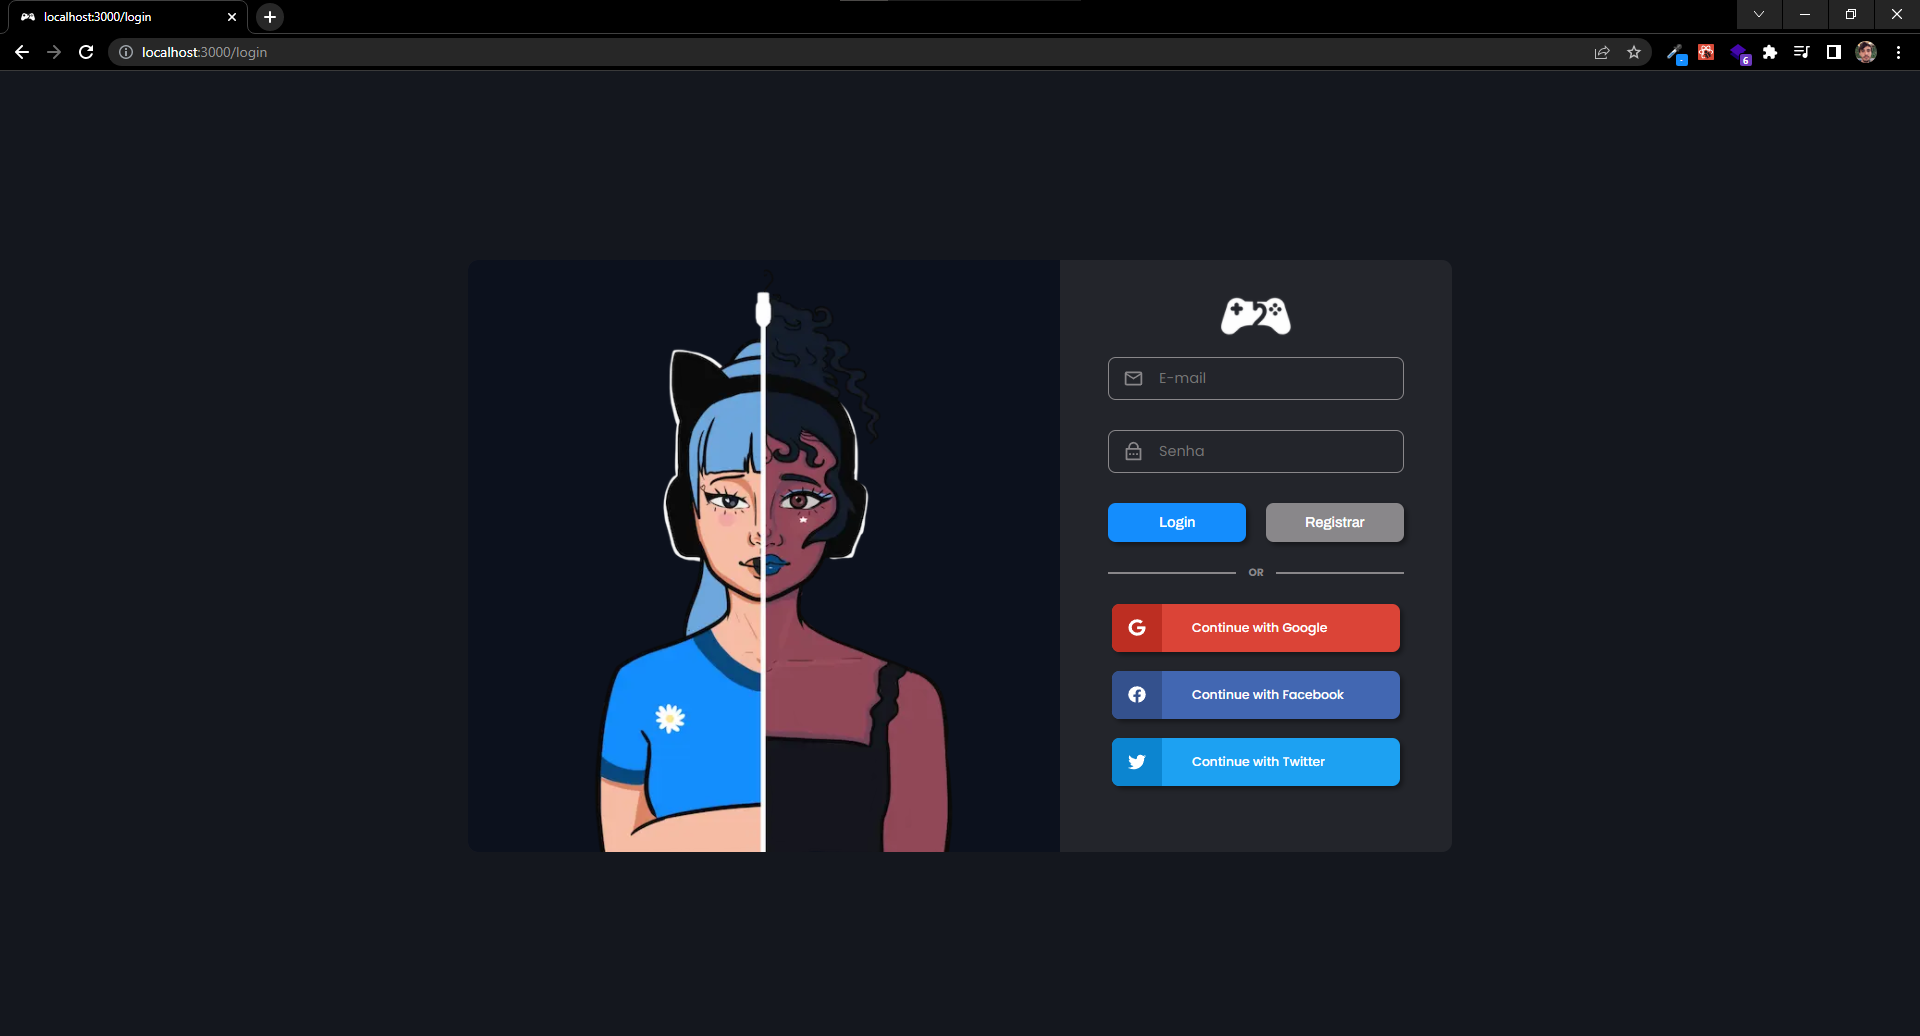 localhost:3000/login
localhost:3000/login
6
E-mail
Senha
Login Registrar
OR
Continue with Google
Continue with Facebook
Continue with Twitter